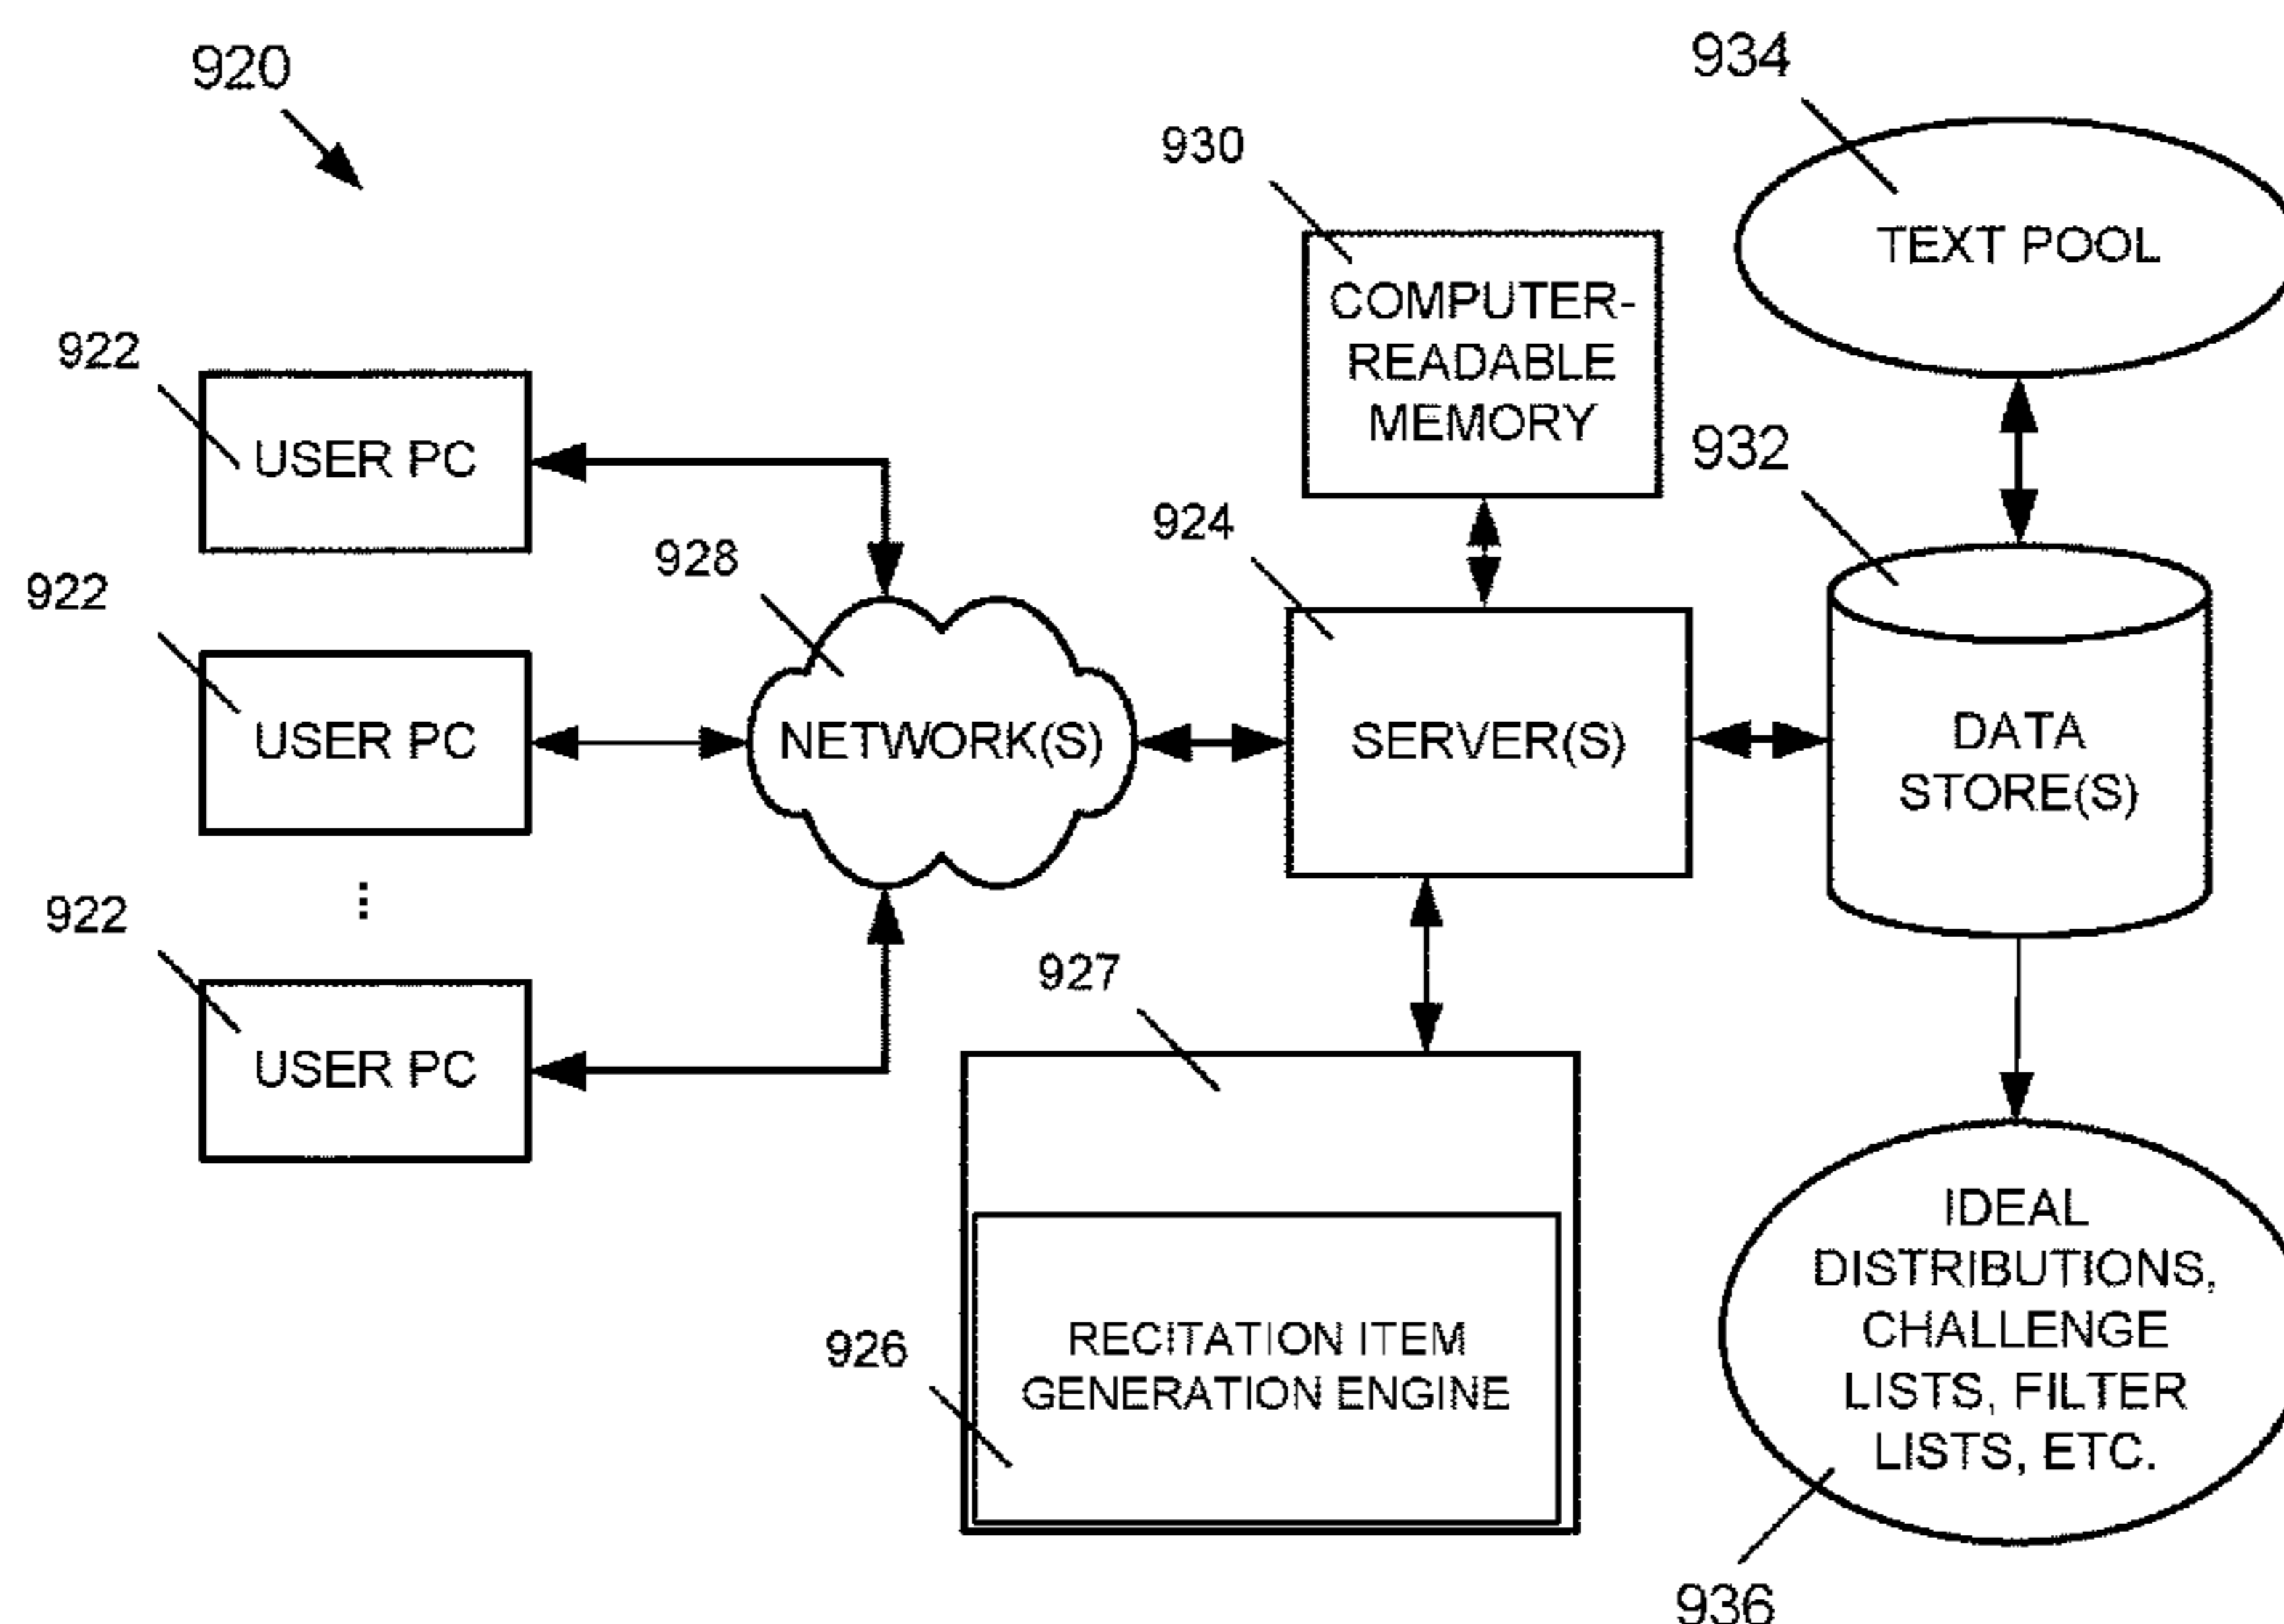 920
934
930
TEXT POOL
COMPUTER-
READABLE
MEMORY
922
USER PC
932
924
928
922
USER PC
NETWORK(S)
SERVER(S)
DATA
STORE(S)
922
⋮
927
USER PC
IDEAL
DISTRIBUTIONS,
CHALLENGE
LISTS, FILTER
LISTS, ETC.
926
RECITATION ITEM
GENERATION ENGINE
936